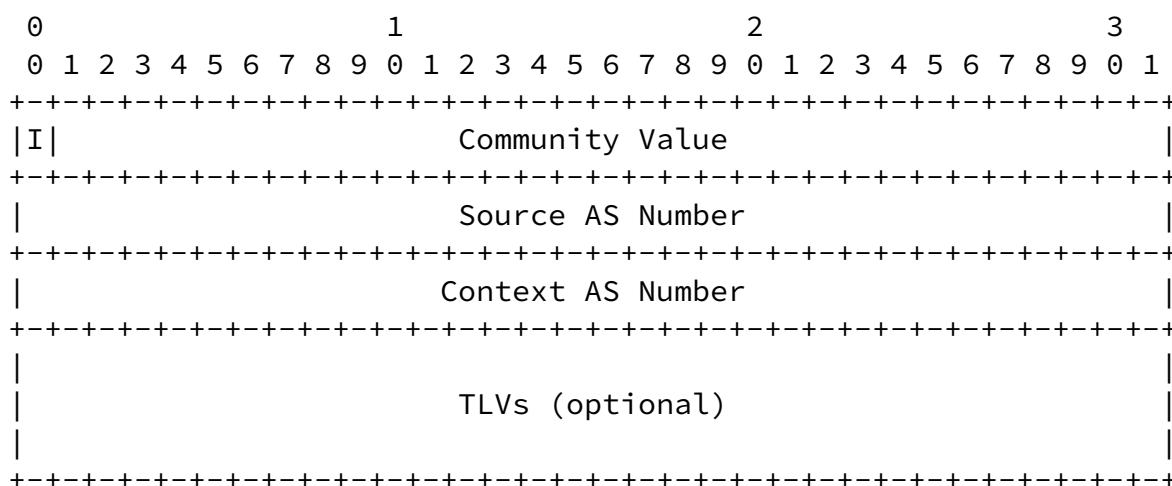 0                   1                   2                   3
 0 1 2 3 4 5 6 7 8 9 0 1 2 3 4 5 6 7 8 9 0 1 2 3 4 5 6 7 8 9 0 1
+-+-+-+-+-+-+-+-+-+-+-+-+-+-+-+-+-+-+-+-+-+-+-+-+-+-+-+-+-+-+-+-+
|I|                      Community Value                        |
+-+-+-+-+-+-+-+-+-+-+-+-+-+-+-+-+-+-+-+-+-+-+-+-+-+-+-+-+-+-+-+-+
|                        Source AS Number                       |
+-+-+-+-+-+-+-+-+-+-+-+-+-+-+-+-+-+-+-+-+-+-+-+-+-+-+-+-+-+-+-+-+
|                       Context AS Number                       |
+-+-+-+-+-+-+-+-+-+-+-+-+-+-+-+-+-+-+-+-+-+-+-+-+-+-+-+-+-+-+-+-+
|                                                               |
|                        TLVs (optional)                        |
|                                                               |
+-+-+-+-+-+-+-+-+-+-+-+-+-+-+-+-+-+-+-+-+-+-+-+-+-+-+-+-+-+-+-+-+